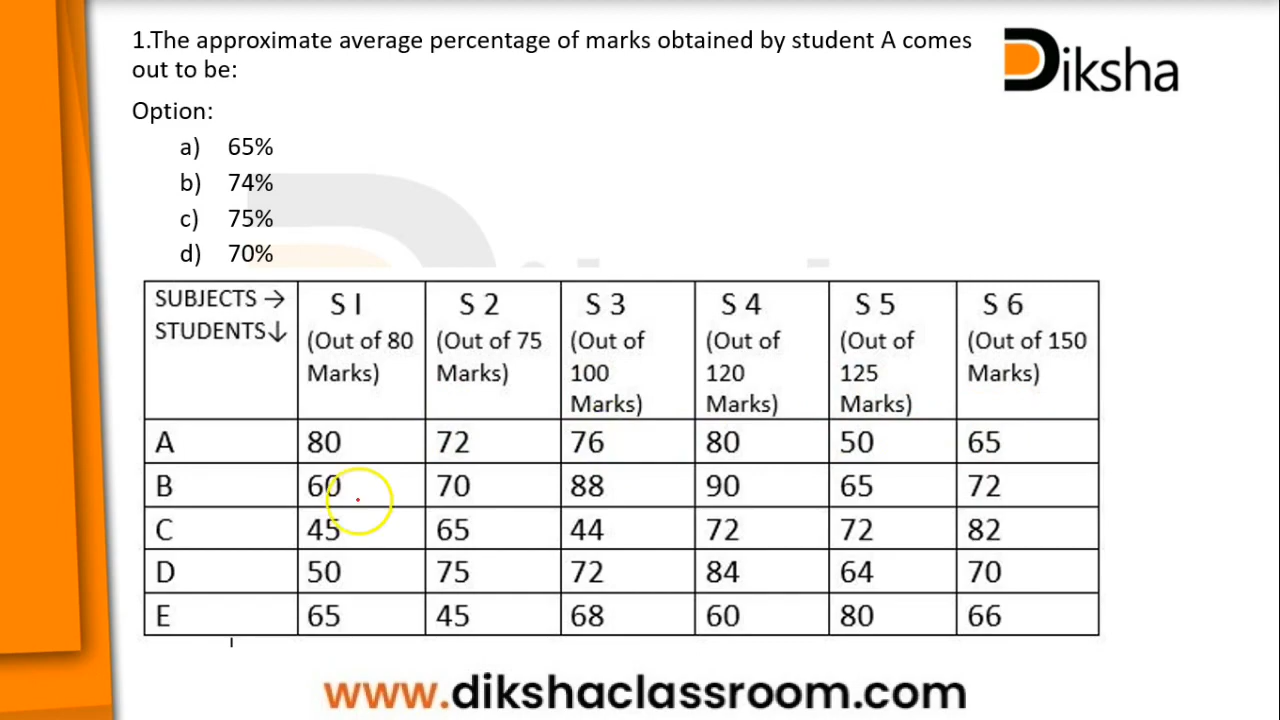 1.The approximate average percentage of marks obtained by student A comes
out to be:
Diksha
Option:
a) 65%
b) 74%
c) 75%
d) 70%
SUBJECTS → S 1 S 2 S 3 S 4 S 5 S 6
STUDENTS↓ (Out of 80 (Out of 75 (Out of (Out of (Out of (Out of 150
Marks) Marks) 100 120 125 Marks)
Marks) Marks) Marks)
A 80 72 76 80 50 65
B 60 70 88 90 65 72
C 45 65 44 72 72 82
D 50 75 72 84 64 70
E 65 45 68 60 80 66
www.dikshaclassroom.com